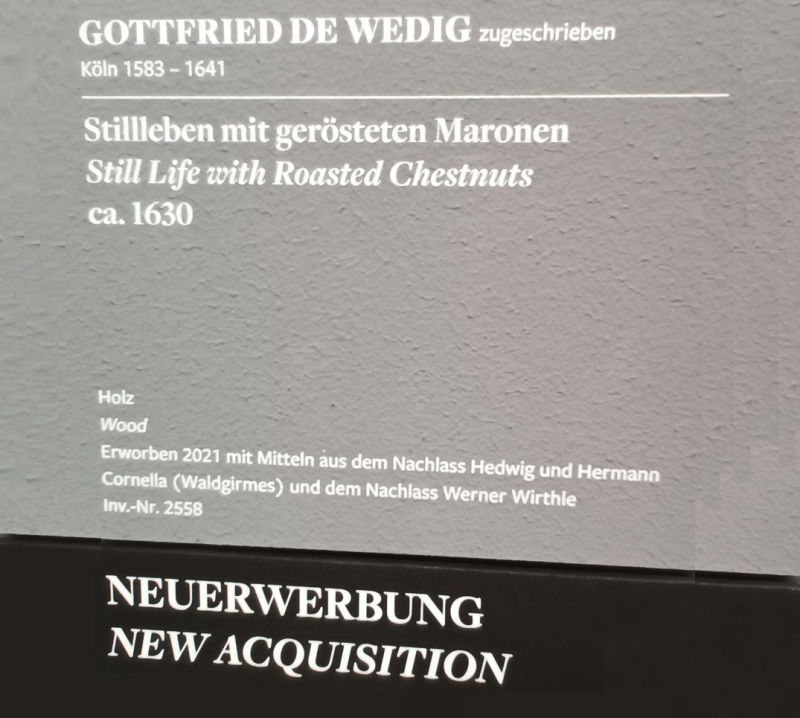 GOTTFRIED DE WEDIG zugeschrieben
Köln 1583 – 1641
Stillleben mit gerösteten Maronen
Still Life with Roasted Chestnuts
ca. 1630
Holz
Wood
Erworben 2021 mit Mitteln aus dem Nachlass Hedwig und Hermann
Cornella (Waldgirmes) und dem Nachlass Werner Wirthle
Inv.-Nr. 2558
NEUERWERBUNG
NEW ACQUISITION